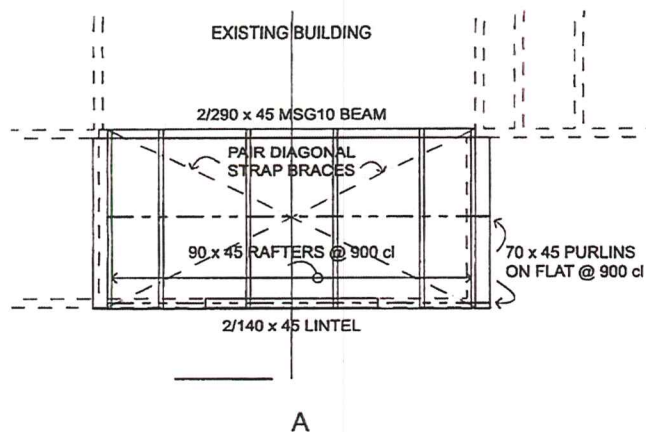 EXISTING BUILDING
2/290 x 45 MSG10 BEAM
PAIR DIAGONAL
STRAP BRACES
90 x 45 RAFTERS @ 900 cl
70 x 45 PURLINS
ON FLAT @ 900 cl
2/140 x 45 LINTEL
A